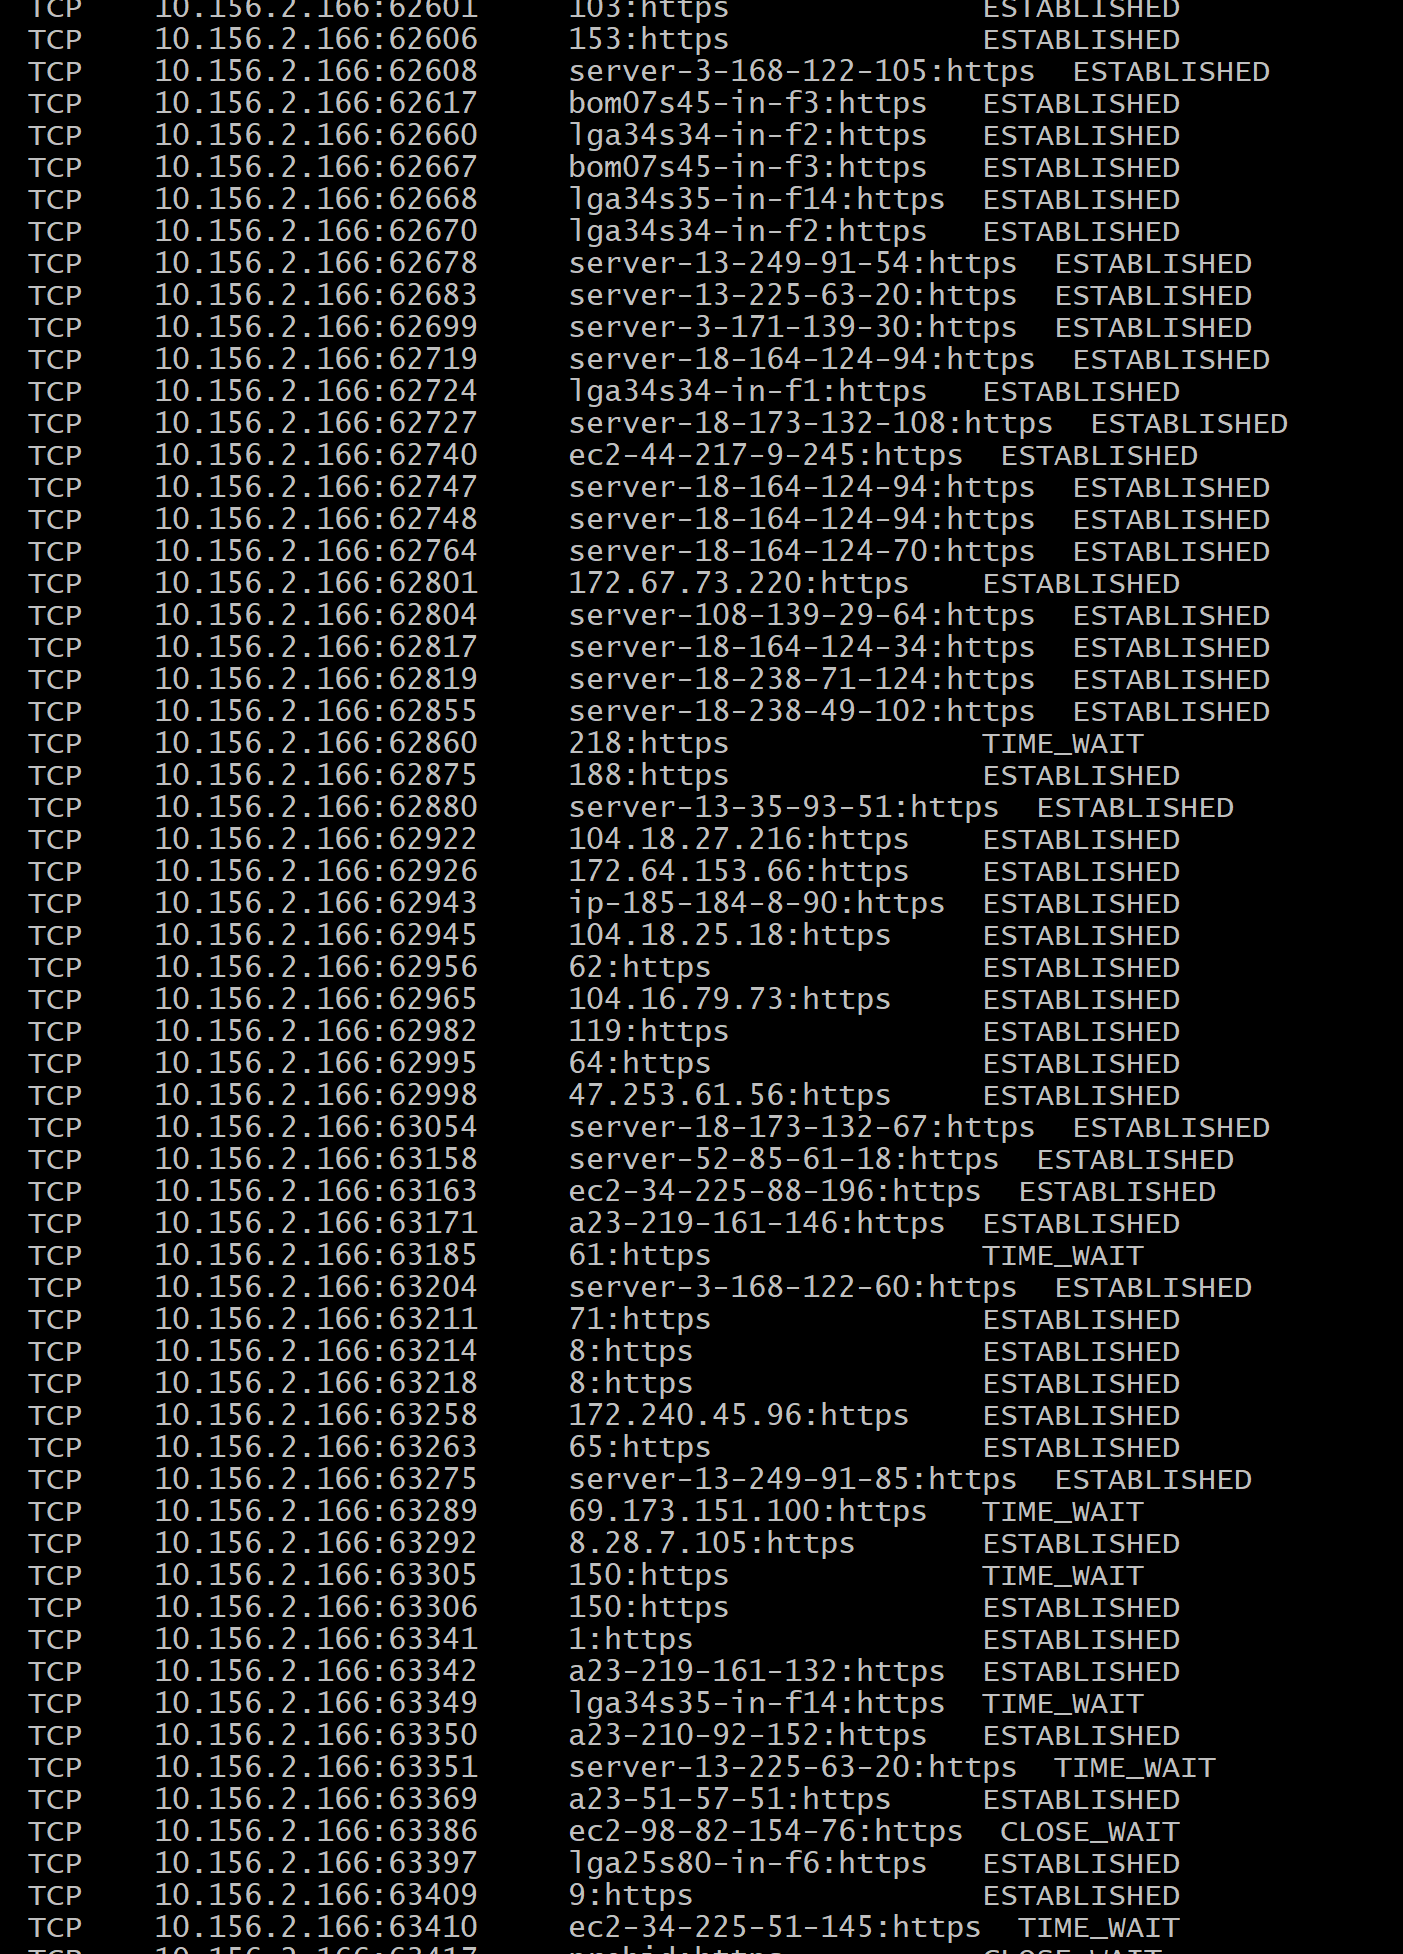 TCP 10.156.2.166:62601 103:https ESTABLISHED
TCP 10.156.2.166:62606 153:https ESTABLISHED
TCP 10.156.2.166:62608 server-3-168-122-105:https ESTABLISHED
TCP 10.156.2.166:62617 bom07s45-in-f3:https ESTABLISHED
TCP 10.156.2.166:62660 lga34s34-in-f2:https ESTABLISHED
TCP 10.156.2.166:62667 bom07s45-in-f3:https ESTABLISHED
TCP 10.156.2.166:62668 lga34s35-in-f14:https ESTABLISHED
TCP 10.156.2.166:62670 lga34s34-in-f2:https ESTABLISHED
TCP 10.156.2.166:62678 server-13-249-91-54:https ESTABLISHED
TCP 10.156.2.166:62683 server-13-225-63-20:https ESTABLISHED
TCP 10.156.2.166:62699 server-3-171-139-30:https ESTABLISHED
TCP 10.156.2.166:62719 server-18-164-124-94:https ESTABLISHED
TCP 10.156.2.166:62724 lga34s34-in-f1:https ESTABLISHED
TCP 10.156.2.166:62727 server-18-173-132-108:https ESTABLISHED
TCP 10.156.2.166:62740 ec2-44-217-9-245:https ESTABLISHED
TCP 10.156.2.166:62747 server-18-164-124-94:https ESTABLISHED
TCP 10.156.2.166:62748 server-18-164-124-94:https ESTABLISHED
TCP 10.156.2.166:62764 server-18-164-124-70:https ESTABLISHED
TCP 10.156.2.166:62801 172.67.73.220:https ESTABLISHED
TCP 10.156.2.166:62804 server-108-139-29-64:https ESTABLISHED
TCP 10.156.2.166:62817 server-18-164-124-34:https ESTABLISHED
TCP 10.156.2.166:62819 server-18-238-71-124:https ESTABLISHED
TCP 10.156.2.166:62855 server-18-238-49-102:https ESTABLISHED
TCP 10.156.2.166:62860 218:https TIME_WAIT
TCP 10.156.2.166:62875 188:https ESTABLISHED
TCP 10.156.2.166:62880 server-13-35-93-51:https ESTABLISHED
TCP 10.156.2.166:62922 104.18.27.216:https ESTABLISHED
TCP 10.156.2.166:62926 172.64.153.66:https ESTABLISHED
TCP 10.156.2.166:62943 ip-185-184-8-90:https ESTABLISHED
TCP 10.156.2.166:62945 104.18.25.18:https ESTABLISHED
TCP 10.156.2.166:62956 62:https ESTABLISHED
TCP 10.156.2.166:62965 104.16.79.73:https ESTABLISHED
TCP 10.156.2.166:62982 119:https ESTABLISHED
TCP 10.156.2.166:62995 64:https ESTABLISHED
TCP 10.156.2.166:62998 47.253.61.56:https ESTABLISHED
TCP 10.156.2.166:63054 server-18-173-132-67:https ESTABLISHED
TCP 10.156.2.166:63158 server-52-85-61-18:https ESTABLISHED
TCP 10.156.2.166:63163 ec2-34-225-88-196:https ESTABLISHED
TCP 10.156.2.166:63171 a23-219-161-146:https ESTABLISHED
TCP 10.156.2.166:63185 61:https TIME_WAIT
TCP 10.156.2.166:63204 server-3-168-122-60:https ESTABLISHED
TCP 10.156.2.166:63211 71:https ESTABLISHED
TCP 10.156.2.166:63214 8:https ESTABLISHED
TCP 10.156.2.166:63218 8:https ESTABLISHED
TCP 10.156.2.166:63258 172.240.45.96:https ESTABLISHED
TCP 10.156.2.166:63263 65:https ESTABLISHED
TCP 10.156.2.166:63275 server-13-249-91-85:https ESTABLISHED
TCP 10.156.2.166:63289 69.173.151.100:https TIME_WAIT
TCP 10.156.2.166:63292 8.28.7.105:https ESTABLISHED
TCP 10.156.2.166:63305 150:https TIME_WAIT
TCP 10.156.2.166:63306 150:https ESTABLISHED
TCP 10.156.2.166:63341 1:https ESTABLISHED
TCP 10.156.2.166:63342 a23-219-161-132:https ESTABLISHED
TCP 10.156.2.166:63349 lga34s35-in-f14:https TIME_WAIT
TCP 10.156.2.166:63350 a23-210-92-152:https ESTABLISHED
TCP 10.156.2.166:63351 server-13-225-63-20:https TIME_WAIT
TCP 10.156.2.166:63369 a23-51-57-51:https ESTABLISHED
TCP 10.156.2.166:63386 ec2-98-82-154-76:https CLOSE_WAIT
TCP 10.156.2.166:63397 lga25s80-in-f6:https ESTABLISHED
TCP 10.156.2.166:63409 9:https ESTABLISHED
TCP 10.156.2.166:63410 ec2-34-225-51-145:https TIME_WAIT